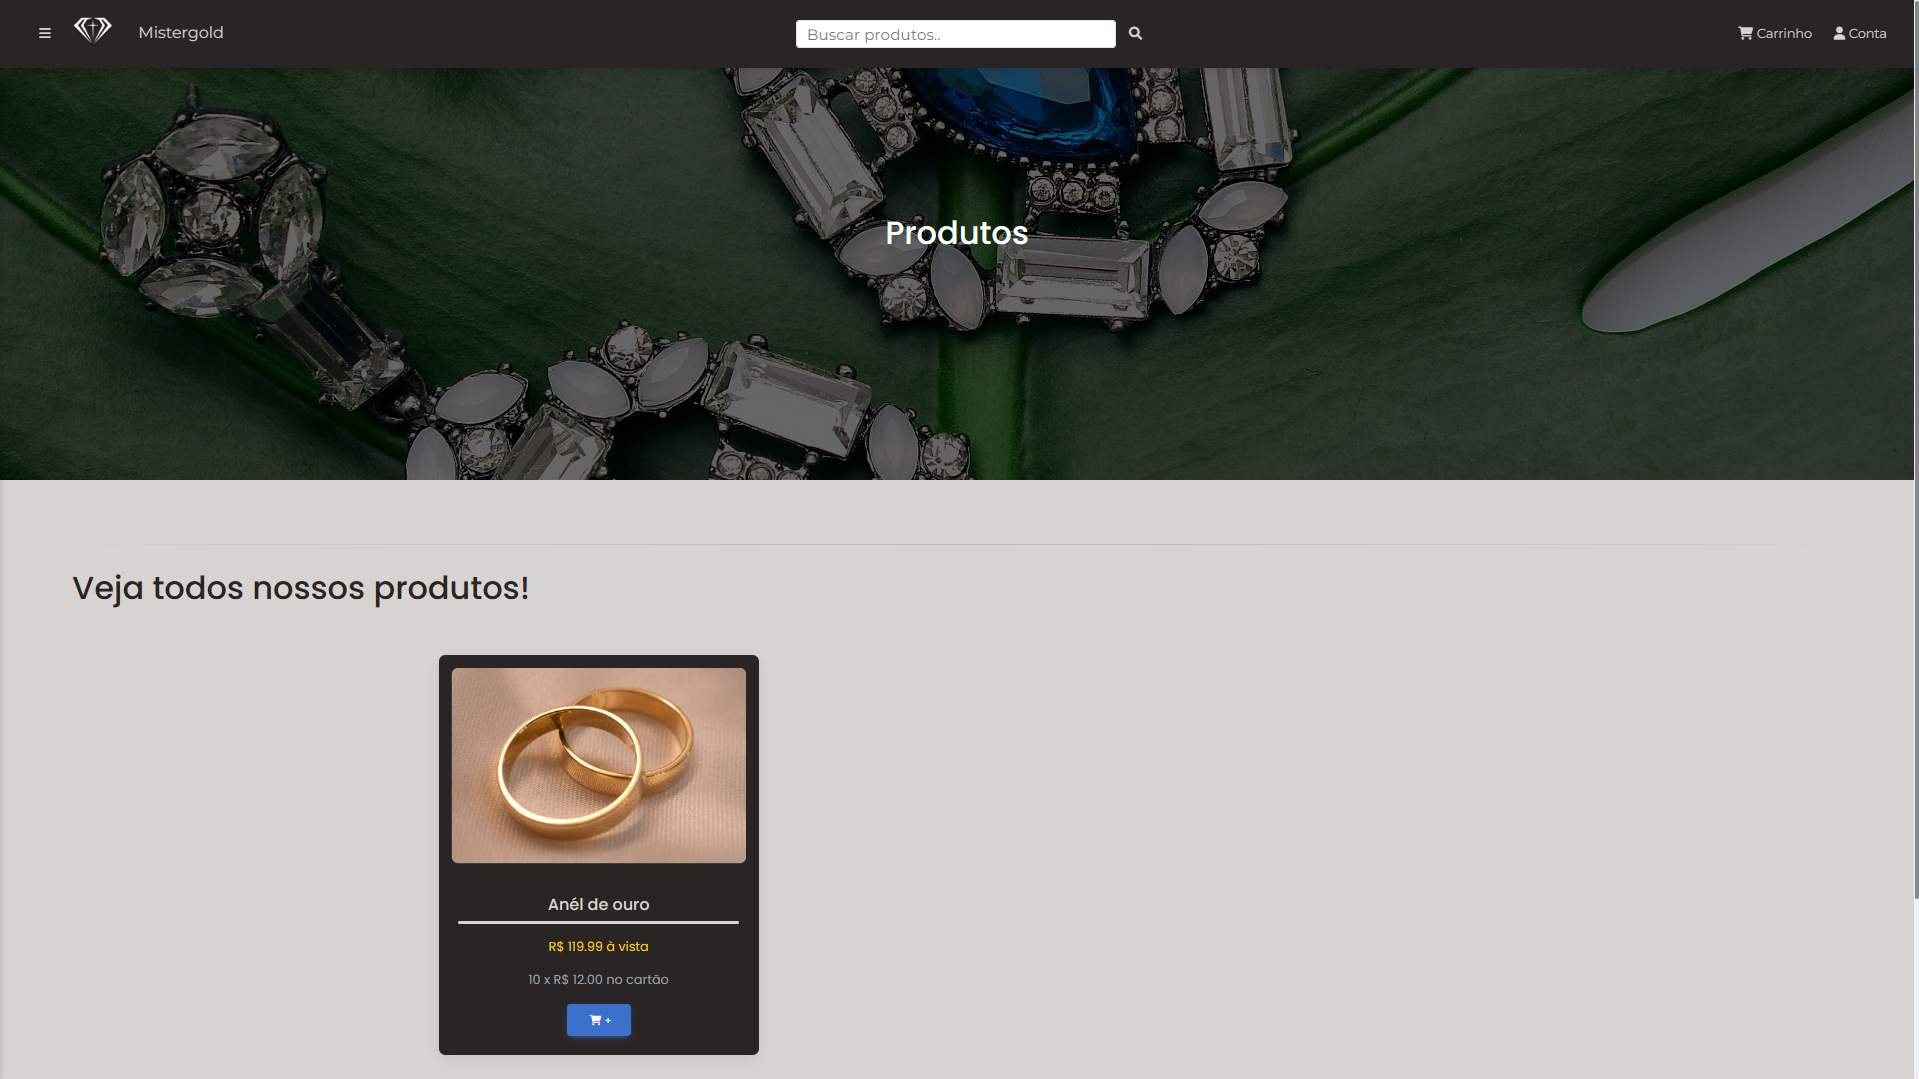 Mistergold
Buscar produtos..
Carrinho
Conta
Produtos
Veja todos nossos produtos!
Anél de ouro
R$ 119.99 à vista
10 x R$ 12.00 no cartão
+